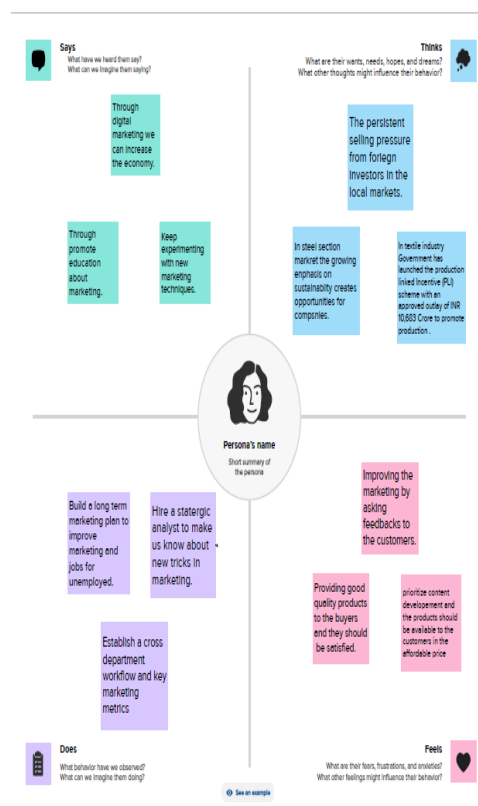 Says
What have we heard them say?
What can we imagine them saying?
Thinks
What are their wants, needs, hopes, and dreams?
What other thoughts might influence their behavior?
Through
digital
marketing we
can increase
the economy.
Through
promote
education
about
marketing.
Keep
experimenting
with new
marketing
techniques.
The persistent
selling pressure
from foriegn
investors in the
local markets.
In steel section
markret the growing
enphasis on
sustainablity creates
opportunities for
compsnies.
In textile industry
Government has
launched the production
linked Incentive (PLI)
scheme with an
approved outlay of INR
10,683 Crore to promote
production .
Persona's name
Short summary of
the persona
Build a long term
marketing plan to
improve
marketing and
jobs for
unemployed.
Hire a statergic
analyst to make
us know about
new tricks in
marketing.
Establish a cross
department
workflow and key
marketing
metrics
Improving the
marketing by
asking
feedbacks to
the customers.
Providing good
quality products
to the buyers
and they should
be satisfied.
prioritize content
developement and
the products should
be available to the
customers in the
affordable price
Does
What behavior have we observed?
What can we imagine them doing?
Feels
What are their fears, frustrations, and anxieties?
What other feelings might influence their behavior?
See an example